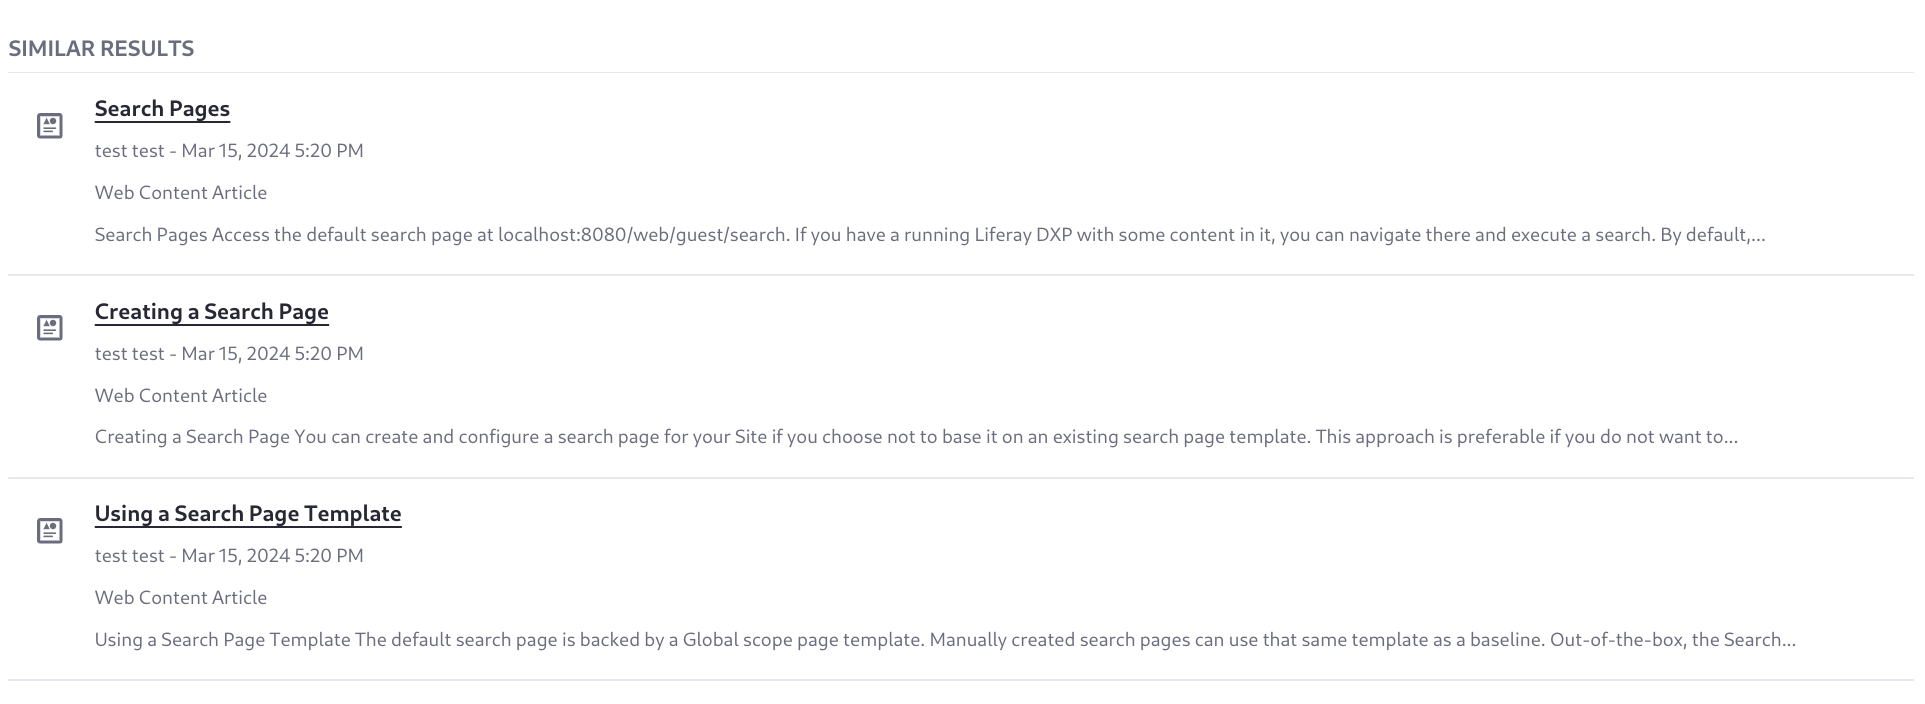 SIMILAR RESULTS
Search Pages
test test - Mar 15, 2024 5:20 PM
Web Content Article
Search Pages Access the default search page at localhost:8080/web/guest/search. If you have a running Liferay DXP with some content in it, you can navigate there and execute a search. By default,...
Creating a Search Page
test test - Mar 15, 2024 5:20 PM
Web Content Article
Creating a Search Page You can create and configure a search page for your Site if you choose not to base it on an existing search page template. This approach is preferable if you do not want to...
Using a Search Page Template
test test - Mar 15, 2024 5:20 PM
Web Content Article
Using a Search Page Template The default search page is backed by a Global scope page template. Manually created search pages can use that same template as a baseline. Out-of-the-box, the Search...